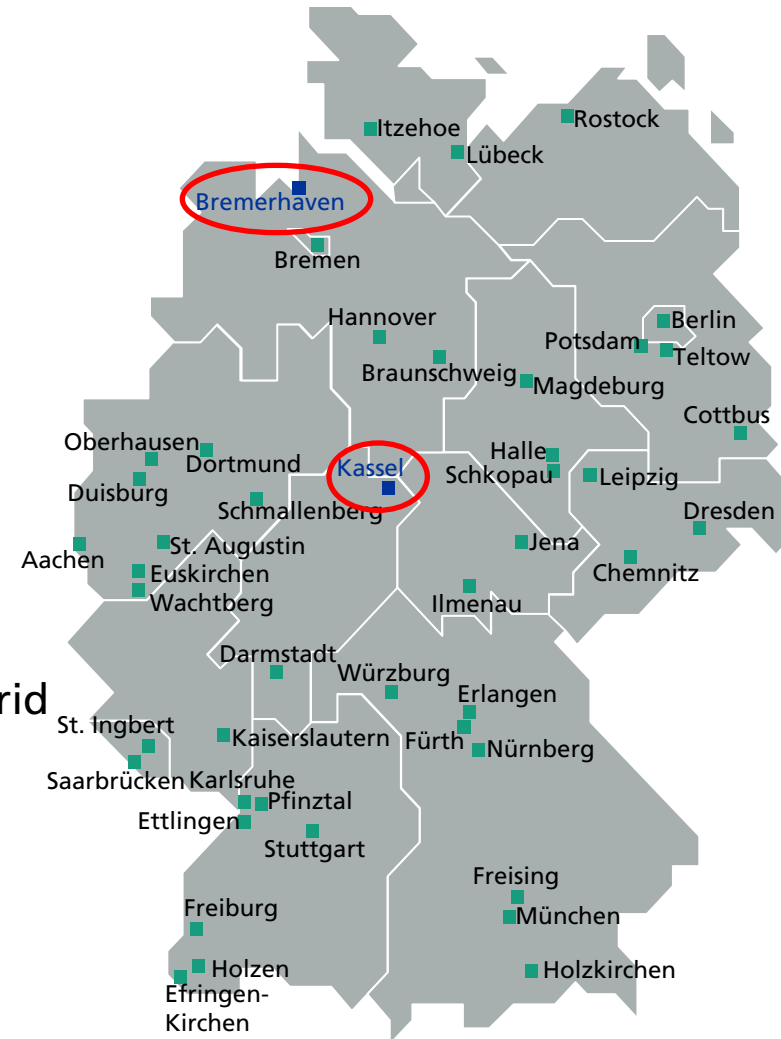 Itzehoe
Rostock
Lübeck
Bremerhaven
Bremen
Hannover
Berlin
Potsdam
Teltow
Braunschweig
Magdeburg
Cottbus
Oberhausen
Dortmund
Kassel
Halle
Schkopau
Leipzig
Duisburg
Schmallenberg
Dresden
Aachen
St. Augustin
Jena
Chemnitz
Euskirchen
Wachtberg
Ilmenau
Darmstadt
Würzburg
rid
Erlangen
St. Ingbert
Kaiserslautern
Fürth
Nürnberg
Saarbrücken
Karlsruhe
Pfinztal
Ettlingen
Stuttgart
Freising
Freiburg
München
Holzen
Holzkirchen
Efringen-
Kirchen